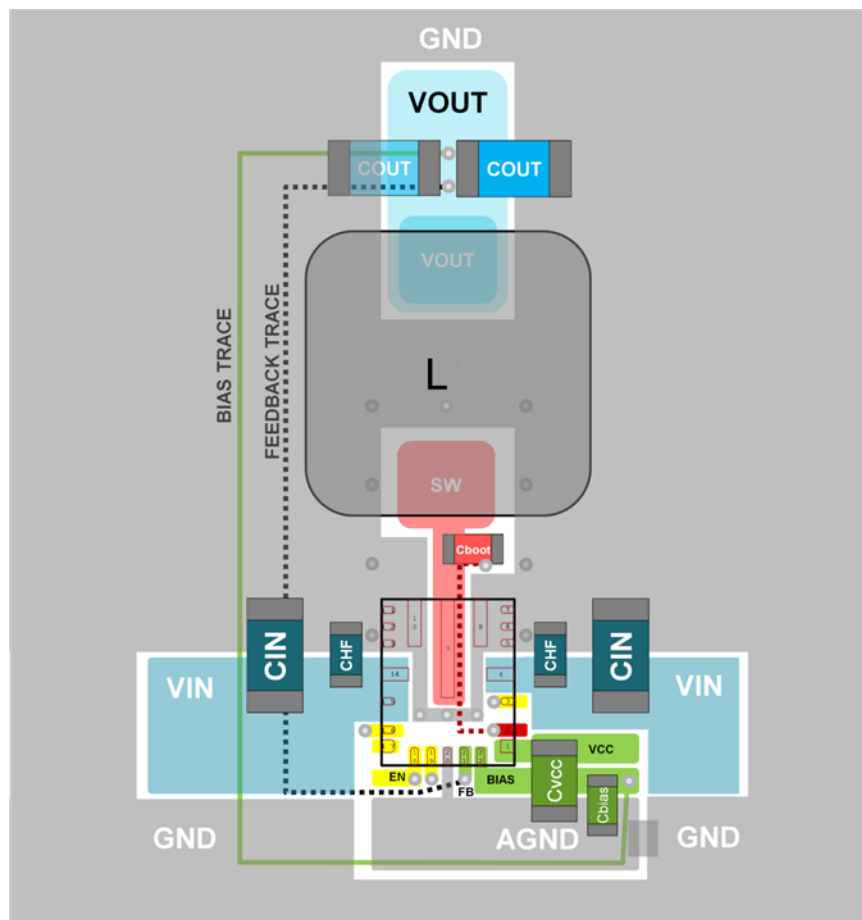 GND
VOUT
COUT
COUT
VOUT
BIAS TRACE
FEEDBACK TRACE
L
SW
Cboot
CIN
CHF
CHF
CIN
VIN
14
VIN
VCC
EN
BIAS
FB
Cvcc
Cbias
GND
AGND
GND